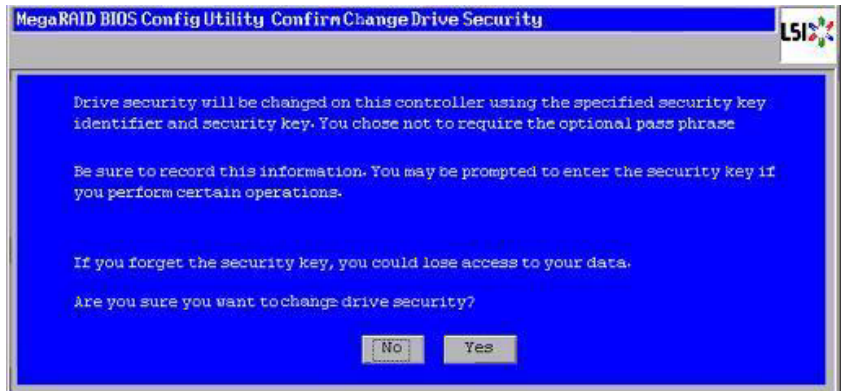 MegaRAID BIOS Config Utility Confirm Change Drive Security
LSI
Drive security will be changed on this controller using the specified security key
identifier and security key. You chose not to require the optional pass phrase
Be sure to record this information. You may be prompted to enter the security key if
you perform certain operations.
If you forget the security key, you could lose access to your data.
Are you sure you want to change drive security?
No
Yes